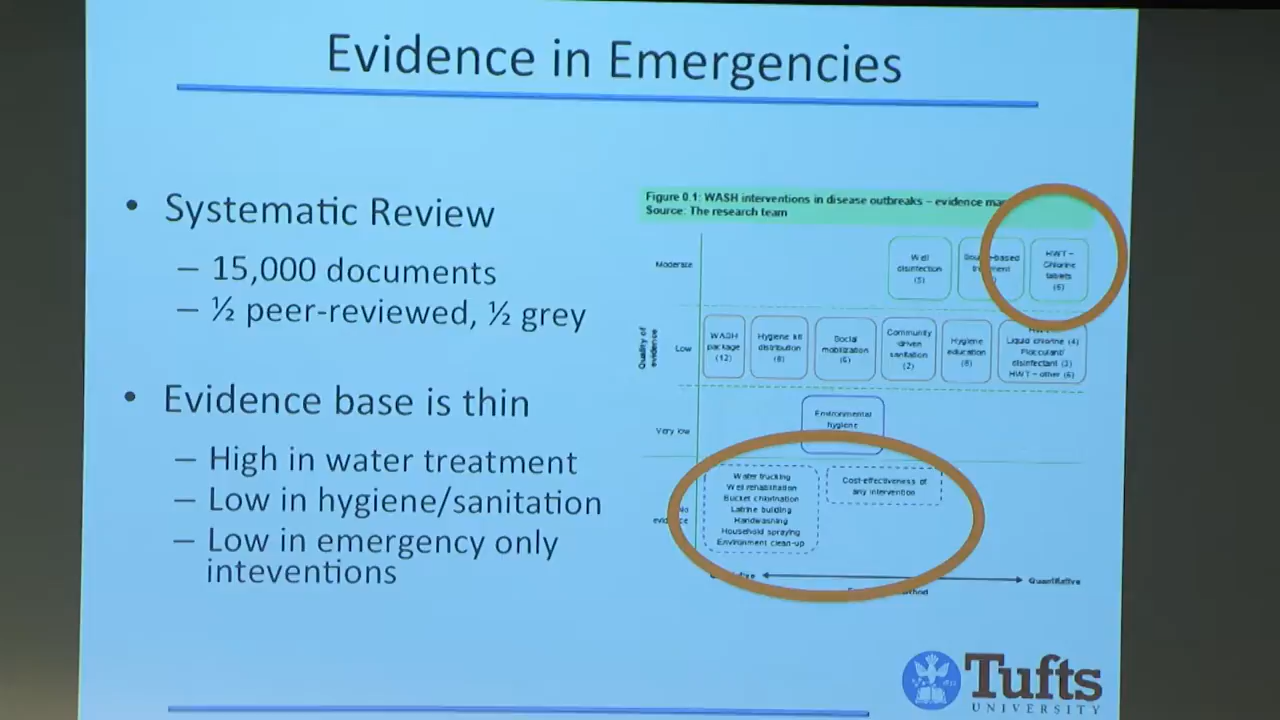 Evidence in Emergencies
• Systematic Review
– 15,000 documents
– ½ peer-reviewed, ½ grey
• Evidence base is thin
– High in water treatment
– Low in hygiene/sanitation
– Low in emergency only
inteventions
Figure 0.1: WASH interventions in disease outbreaks – evidence
Source: The research team
Quality of
evidence
Moderate
Well
disinfection
(5)
HWT –
Chlorine
tablets
(6)
Low
WASH
package
(12)
Hygiene kit
distribution
(8)
Social
mobilization
(6)
Community
driven
sanitation
(2)
Hygiene
education
(8)
Liquid chlorine (4)
Flocculant/
disinfectant (3)
HWT – other (6)
Very low
Environmental
hygiene
Water trucking
Well rehabilitation
Bucket chlorination
Latrine building
Handwashing
Household spraying
Environment clean-up
Cost-effectiveness of
any intervention
Quantitative
Tufts
UNIVERSITY